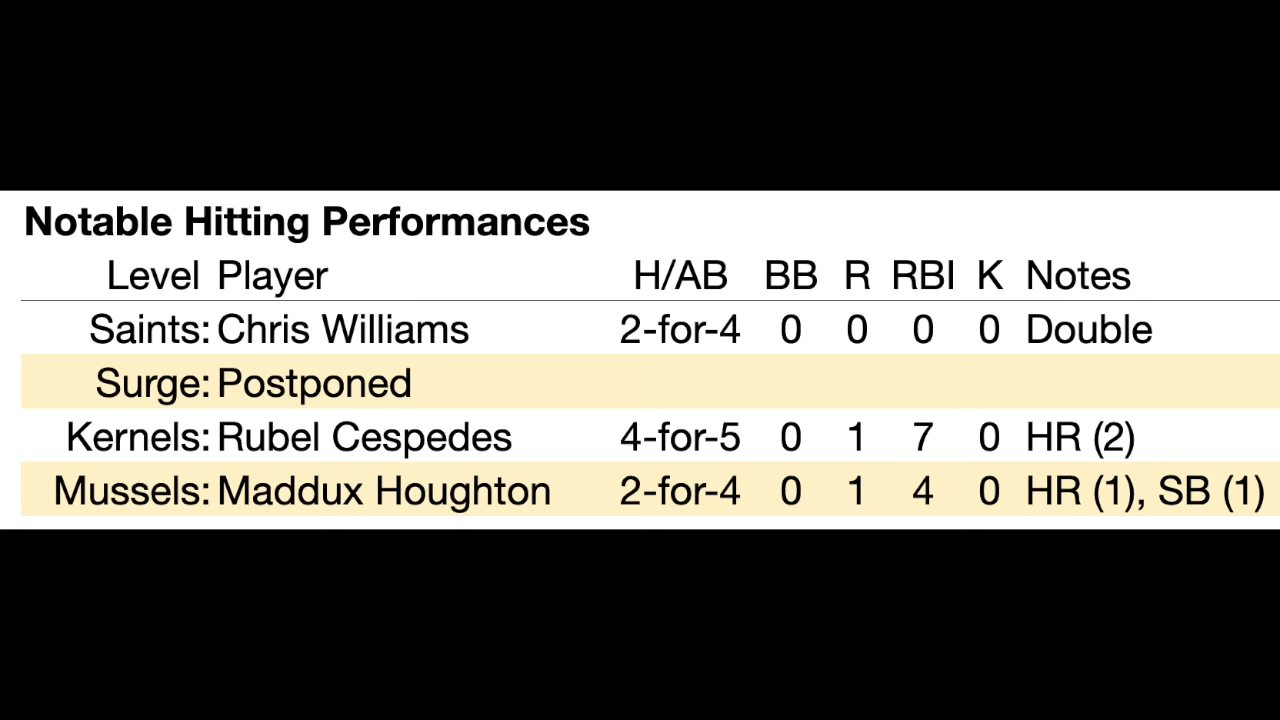 Notable Hitting Performances
Level Player H/AB BB R RBI K Notes
Saints: Chris Williams 2-for-4 0 0 0 0 Double
Surge: Postponed
Kernels: Rubel Cespedes 4-for-5 0 1 7 0 HR (2)
Mussels: Maddux Houghton 2-for-4 0 1 4 0 HR (1), SB (1)